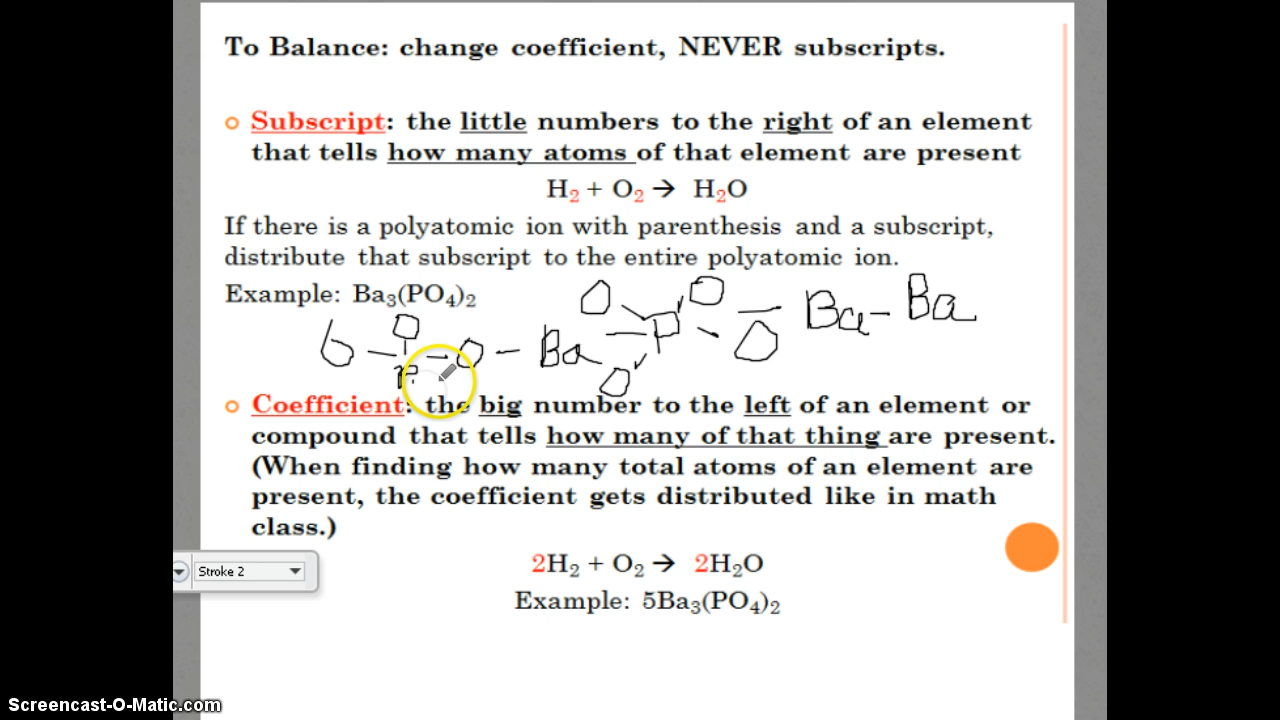 To Balance: change coefficient, NEVER subscripts.
Subscript: the little numbers to the right of an element
that tells how many atoms of that element are present
H₂ + O₂ → H₂O
If there is a polyatomic ion with parenthesis and a subscript,
distribute that subscript to the entire polyatomic ion.
Example: Ba₃(PO₄)₂
O O Ba Ba
O O Ba P O
P O
Coefficient: the big number to the left of an element or
compound that tells how many of that thing are present.
(When finding how many total atoms of an element are
present, the coefficient gets distributed like in math
class.)
Stroke 2
2H₂ + O₂ → 2H₂O
Example: 5Ba₃(PO₄)₂
Screencast-O-Matic.com